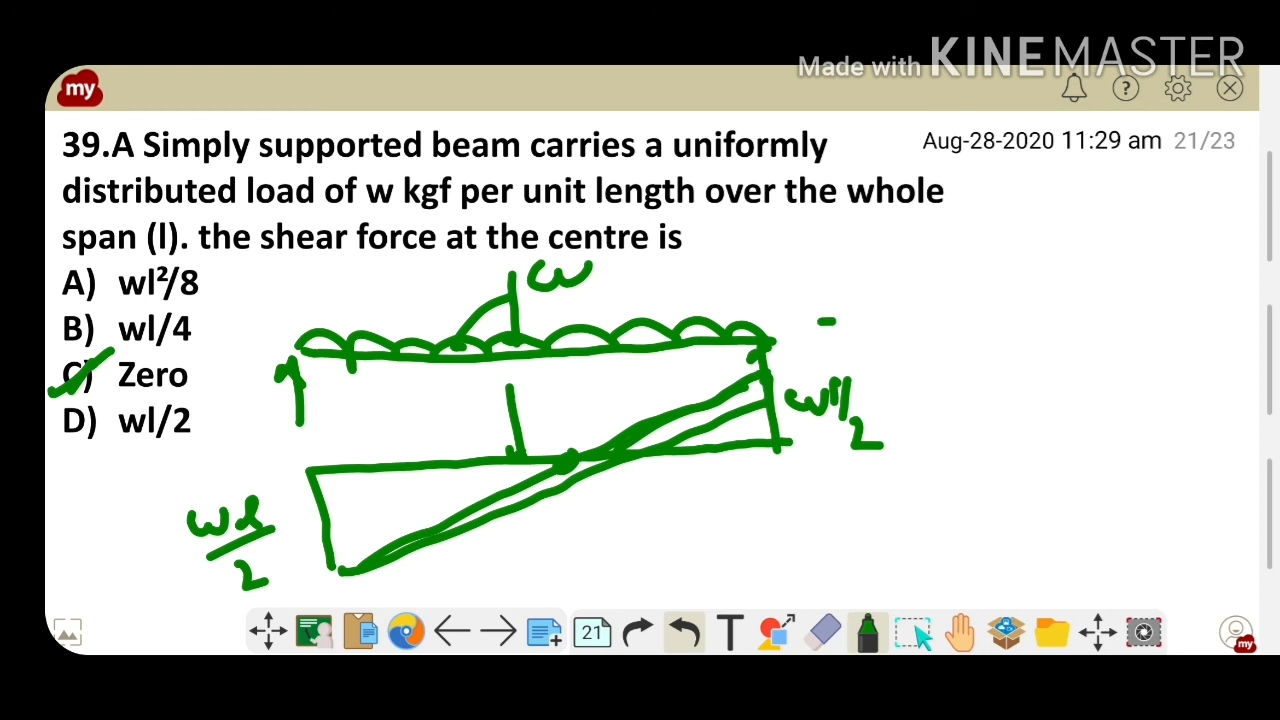 Made with KINEMASTER
my
39.A Simply supported beam carries a uniformly
Aug-28-2020 11:29 am 21/23
distributed load of w kgf per unit length over the whole
span (l). the shear force at the centre is
A) wl²/8
B) wl/4
C) Zero
D) wl/2
w
wl/2
wl/2
21
my